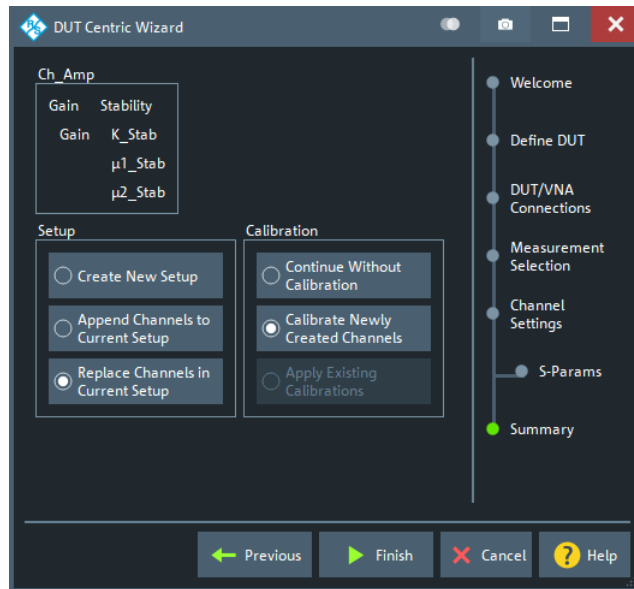 DUT Centric Wizard
Ch_Amp
Gain Stability
Gain K_Stab
µ1_Stab
µ2_Stab
Setup
Create New Setup
Append Channels to
Current Setup
Replace Channels in
Current Setup
Calibration
Continue Without
Calibration
Calibrate Newly
Created Channels
Apply Existing
Calibrations
Welcome
Define DUT
DUT/VNA
Connections
Measurement
Selection
Channel
Settings
S-Params
Summary
Previous
Finish
Cancel
? Help